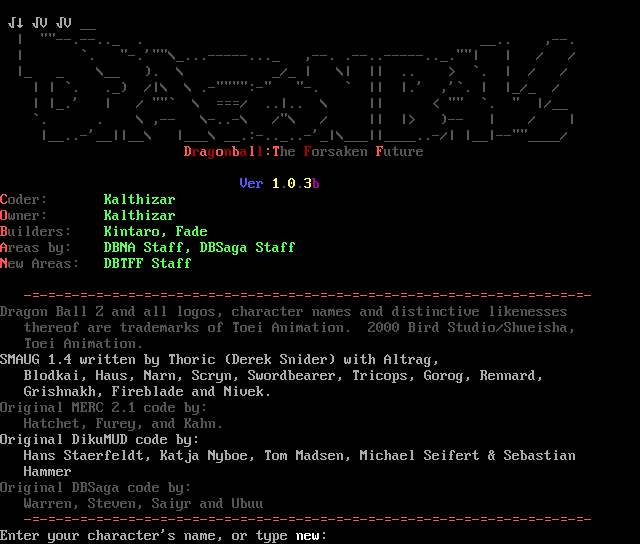 Dragonball:The Forsaken Future
Ver 1.0.3b
Coder: Kalthizar
Owner: Kalthizar
Builders: Kintaro, Fade
Areas by: DBNA Staff, DBSaga Staff
New Areas: DBTFF Staff
Dragon Ball Z and all logos, character names and distinctive likenesses
thereof are trademarks of Toei Animation. 2000 Bird Studio/Shueisha,
Toei Animation.
SMAUG 1.4 written by Thoric (Derek Snider) with Altrag,
Blodkai, Haus, Narn, Scryn, Swordbearer, Tricops, Gorog, Rennard,
Grishnakh, Fireblade and Nivek.
Original MERC 2.1 code by:
Hatchet, Furey, and Kahn.
Original DikuMUD code by:
Hans Staerfeldt, Katja Nyboe, Tom Madsen, Michael Seifert & Sebastian
Hammer
Original DBSaga code by:
Warren, Steven, Saiyr and Ubuu
Enter your character's name, or type new: